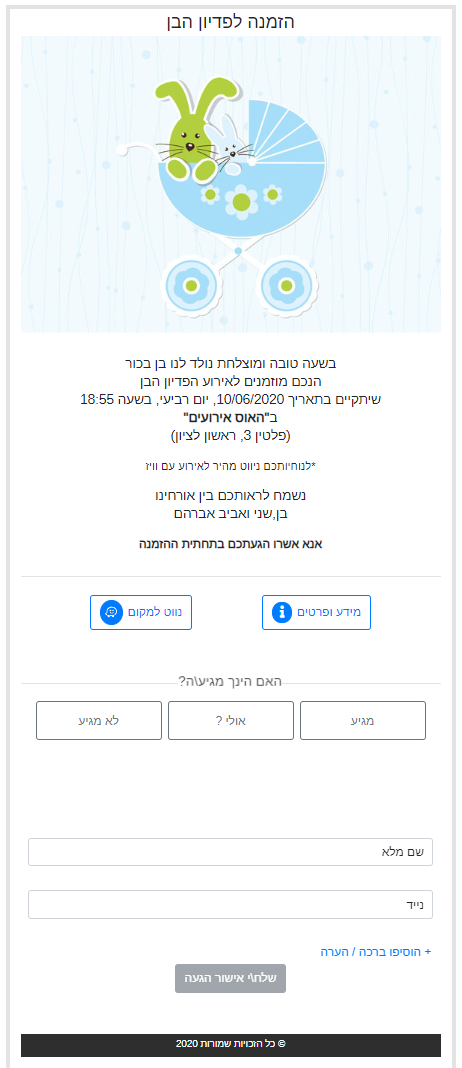 הזמנה לפדיון הבן
בשעה טובה ומוצלחת נולד לנו בן בכור
הנכם מוזמנים לאירוע הפדיון הבן
שיתקיים בתאריך 10/06/2020, יום רביעי, בשעה 18:55
ב"האוס אירועים"
(פלטין 3, ראשון לציון)
*לנוחיותכם ניווט מהיר לאירוע עם וויז
נשמח לראותכם בין אורחינו
בן,שני ואביב אברהם
אנא אשרו הגעתכם בתחתית ההזמנה
מידע ופרטים
נווט למקום
האם הינך מגיע\ה?
מגיע
אולי ?
לא מגיע
שם מלא
נייד
+ הוסיפו ברכה / הערה
שלח\י אישור הגעה
© כל הזכויות שמורות 2020